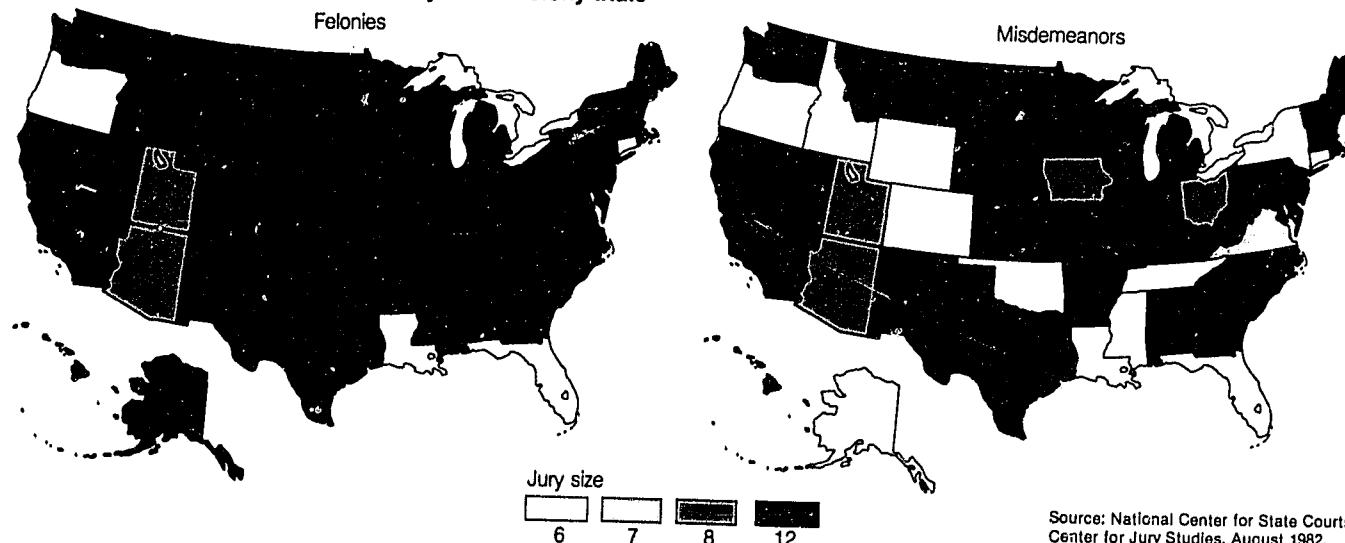 Felonies
Misdemeanors
Jury size
6 7 8 12
Source: National Center for State Courts
Center for Jury Studies, August 1982